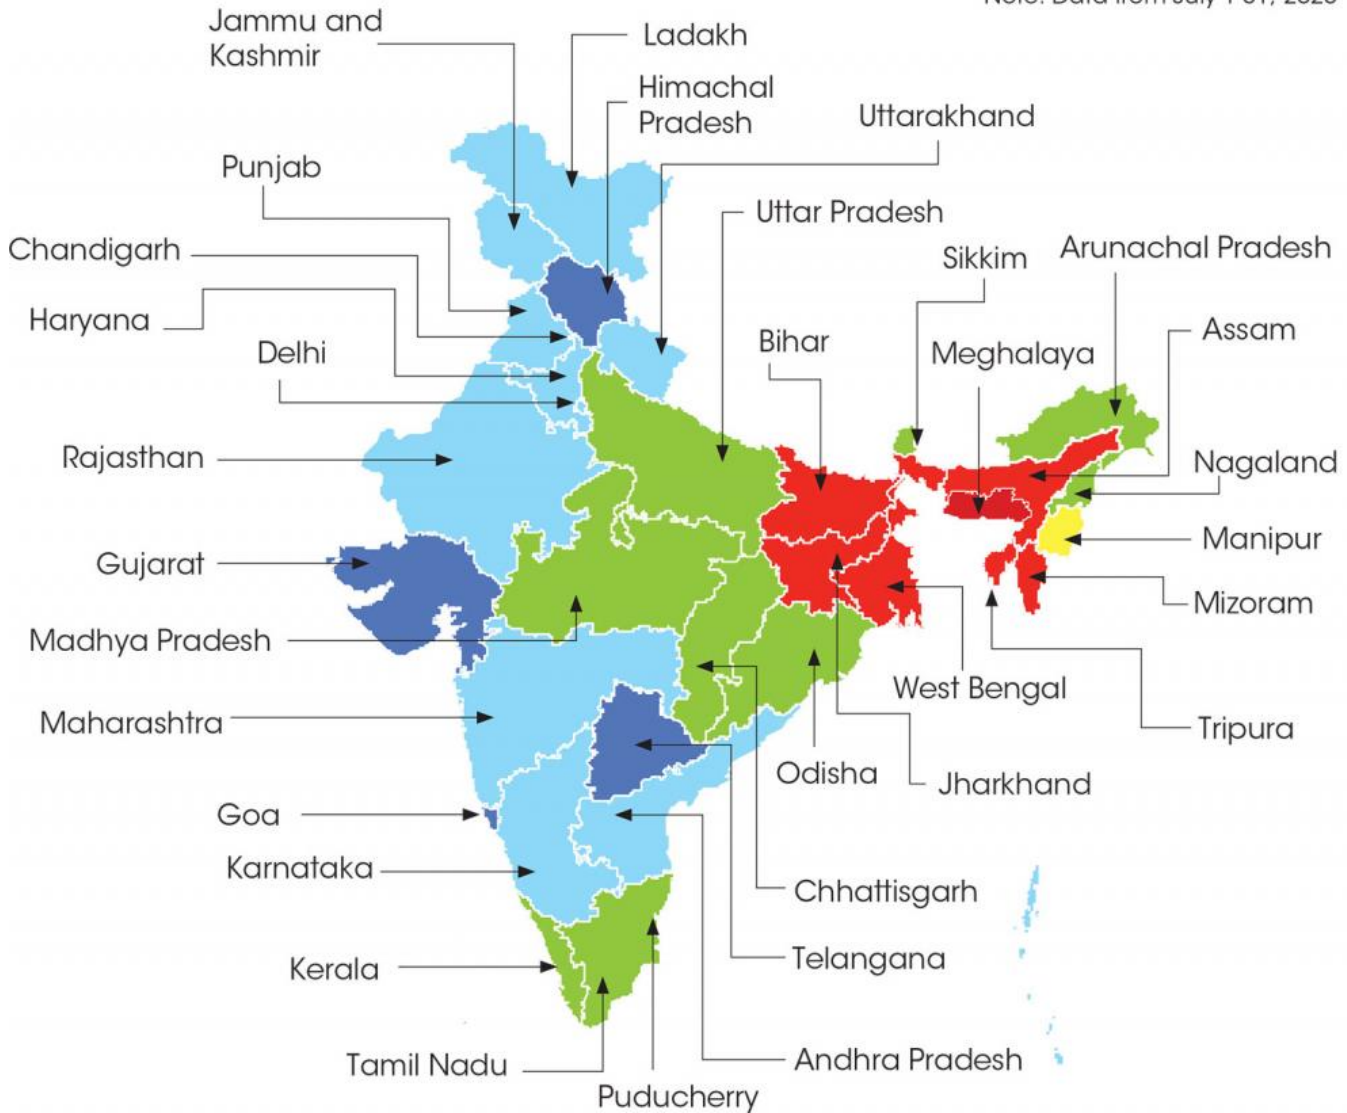 Jammu and
Kashmir
Ladakh
Himachal
Pradesh
Uttarakhand
Punjab
Uttar Pradesh
Chandigarh
Sikkim
Arunachal Pradesh
Haryana
Delhi
Bihar
Meghalaya
Assam
Rajasthan
Nagaland
Gujarat
Manipur
Madhya Pradesh
Mizoram
West Bengal
Maharashtra
Tripura
Odisha
Jharkhand
Goa
Karnataka
Chhattisgarh
Kerala
Telangana
Tamil Nadu
Andhra Pradesh
Puducherry